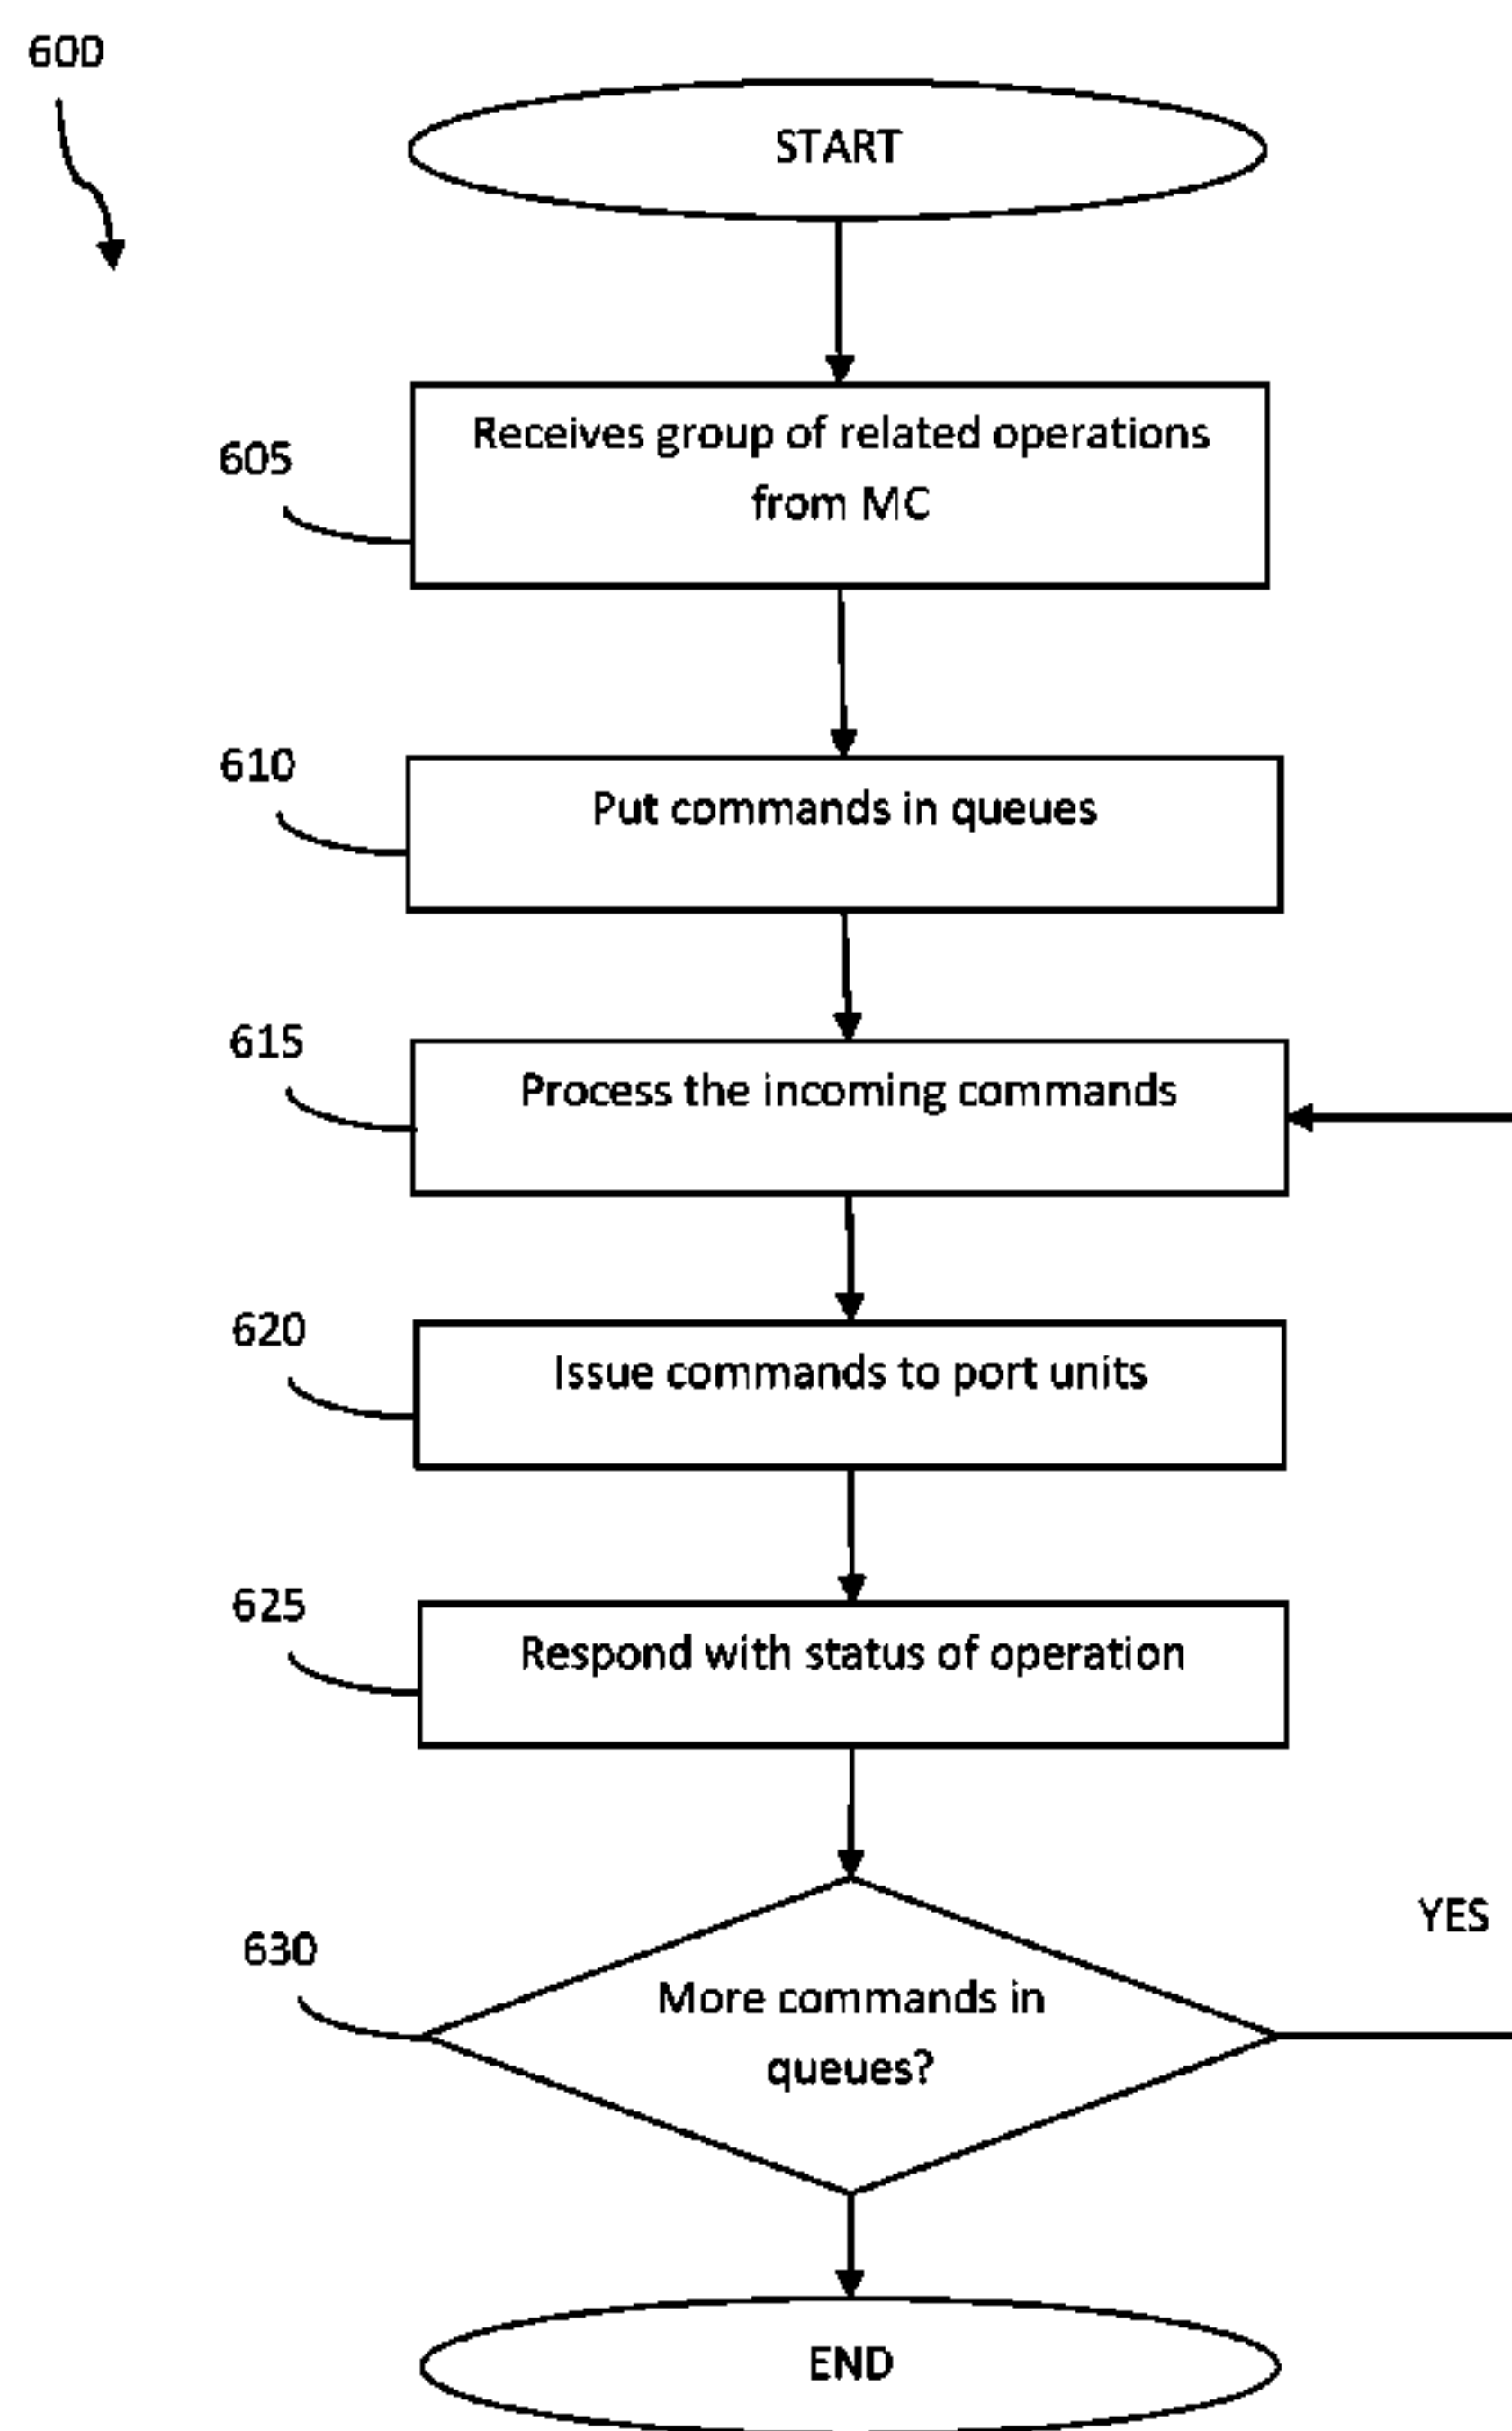 600
START
605
Receives group of related operations
from MC
610
Put commands in queues
615
Process the incoming commands
620
Issue commands to port units
625
Respond with status of operation
YES
630
More commands in
queues?
END